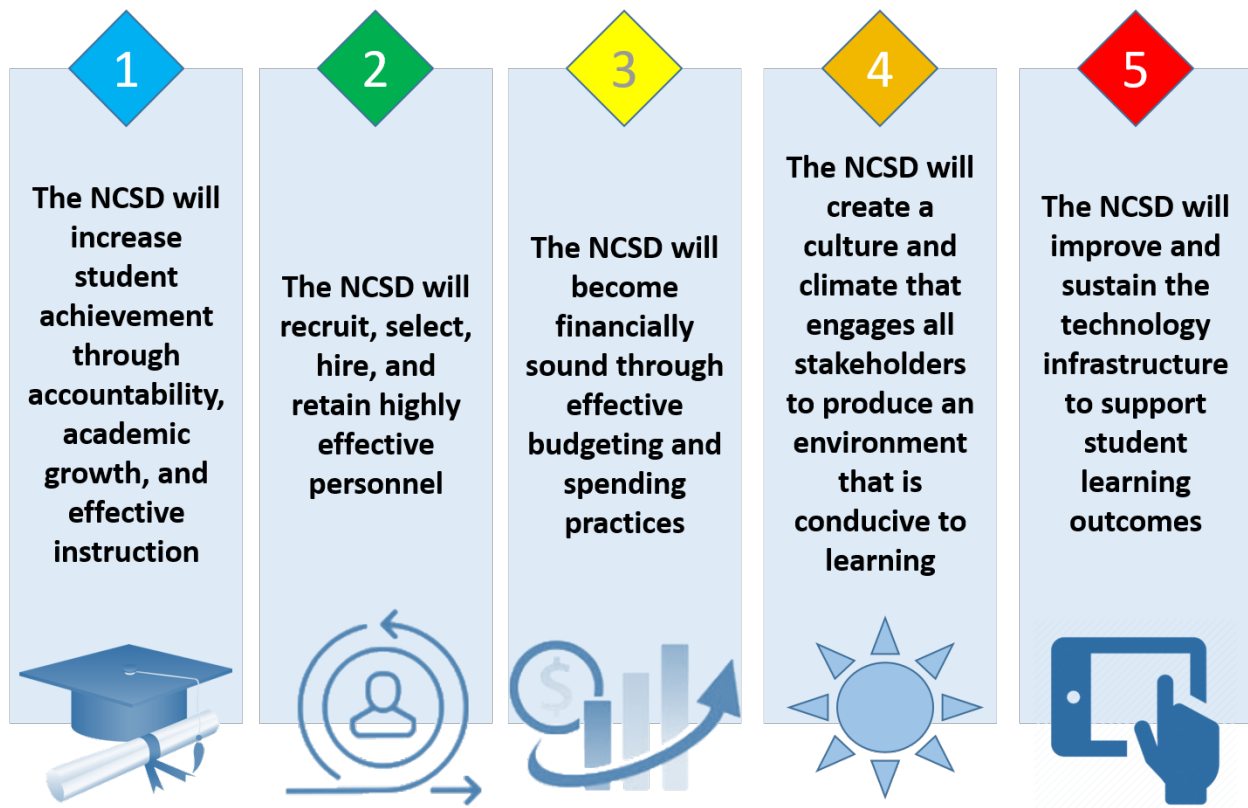 1
The NCSD will
increase
student
achievement
through
accountability,
academic
growth, and
effective
instruction
2
The NCSD will
recruit, select,
hire, and
retain highly
effective
personnel
3
The NCSD will
become
financially
sound through
effective
budgeting and
spending
practices
$
4
The NCSD will
create a
culture and
climate that
engages all
stakeholders
to produce an
environment
that is
conducive to
learning
5
The NCSD will
improve and
sustain the
technology
infrastructure
to support
student
learning
outcomes